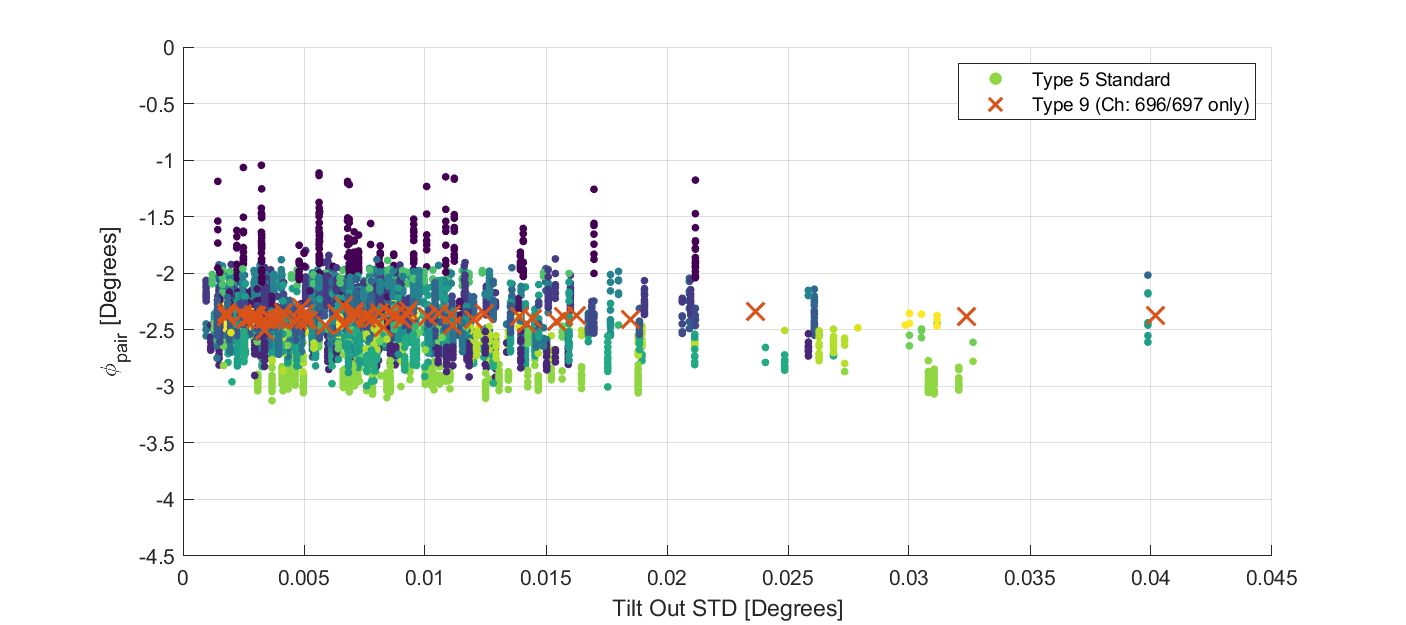 0
-0.5
-1
-1.5
-2
-2.5
-3
-3.5
-4
-4.5
ϕpair [Degrees]
Type 5 Standard
Type 9 (Ch: 696/697 only)
0 0.005 0.01 0.015 0.02 0.025 0.03 0.035 0.04 0.045
Tilt Out STD [Degrees]